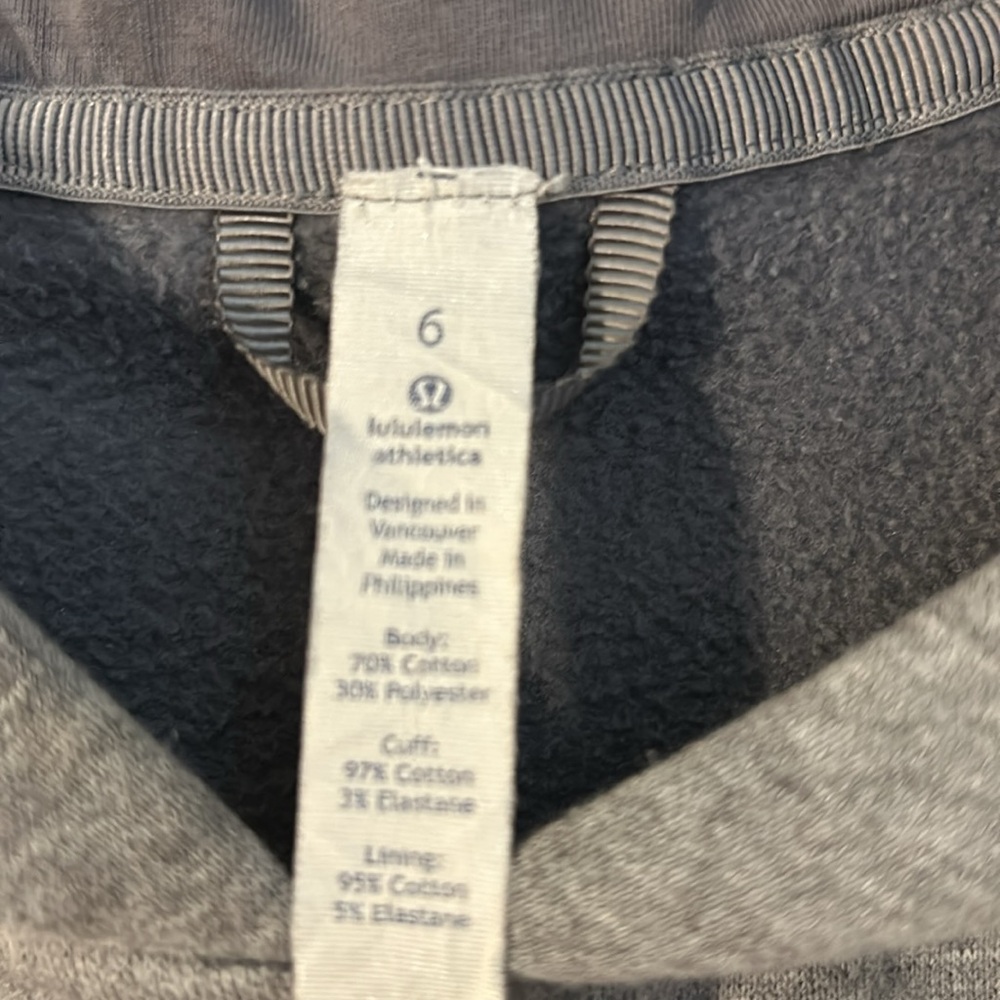 6
lululemon
athletica
Designed in
Vancouver
Made in
Philippines
Body:
70% Cotton
30% Polyester
Cuff:
97% Cotton
3% Elastane
Lining:
95% Cotton
5% Elastane